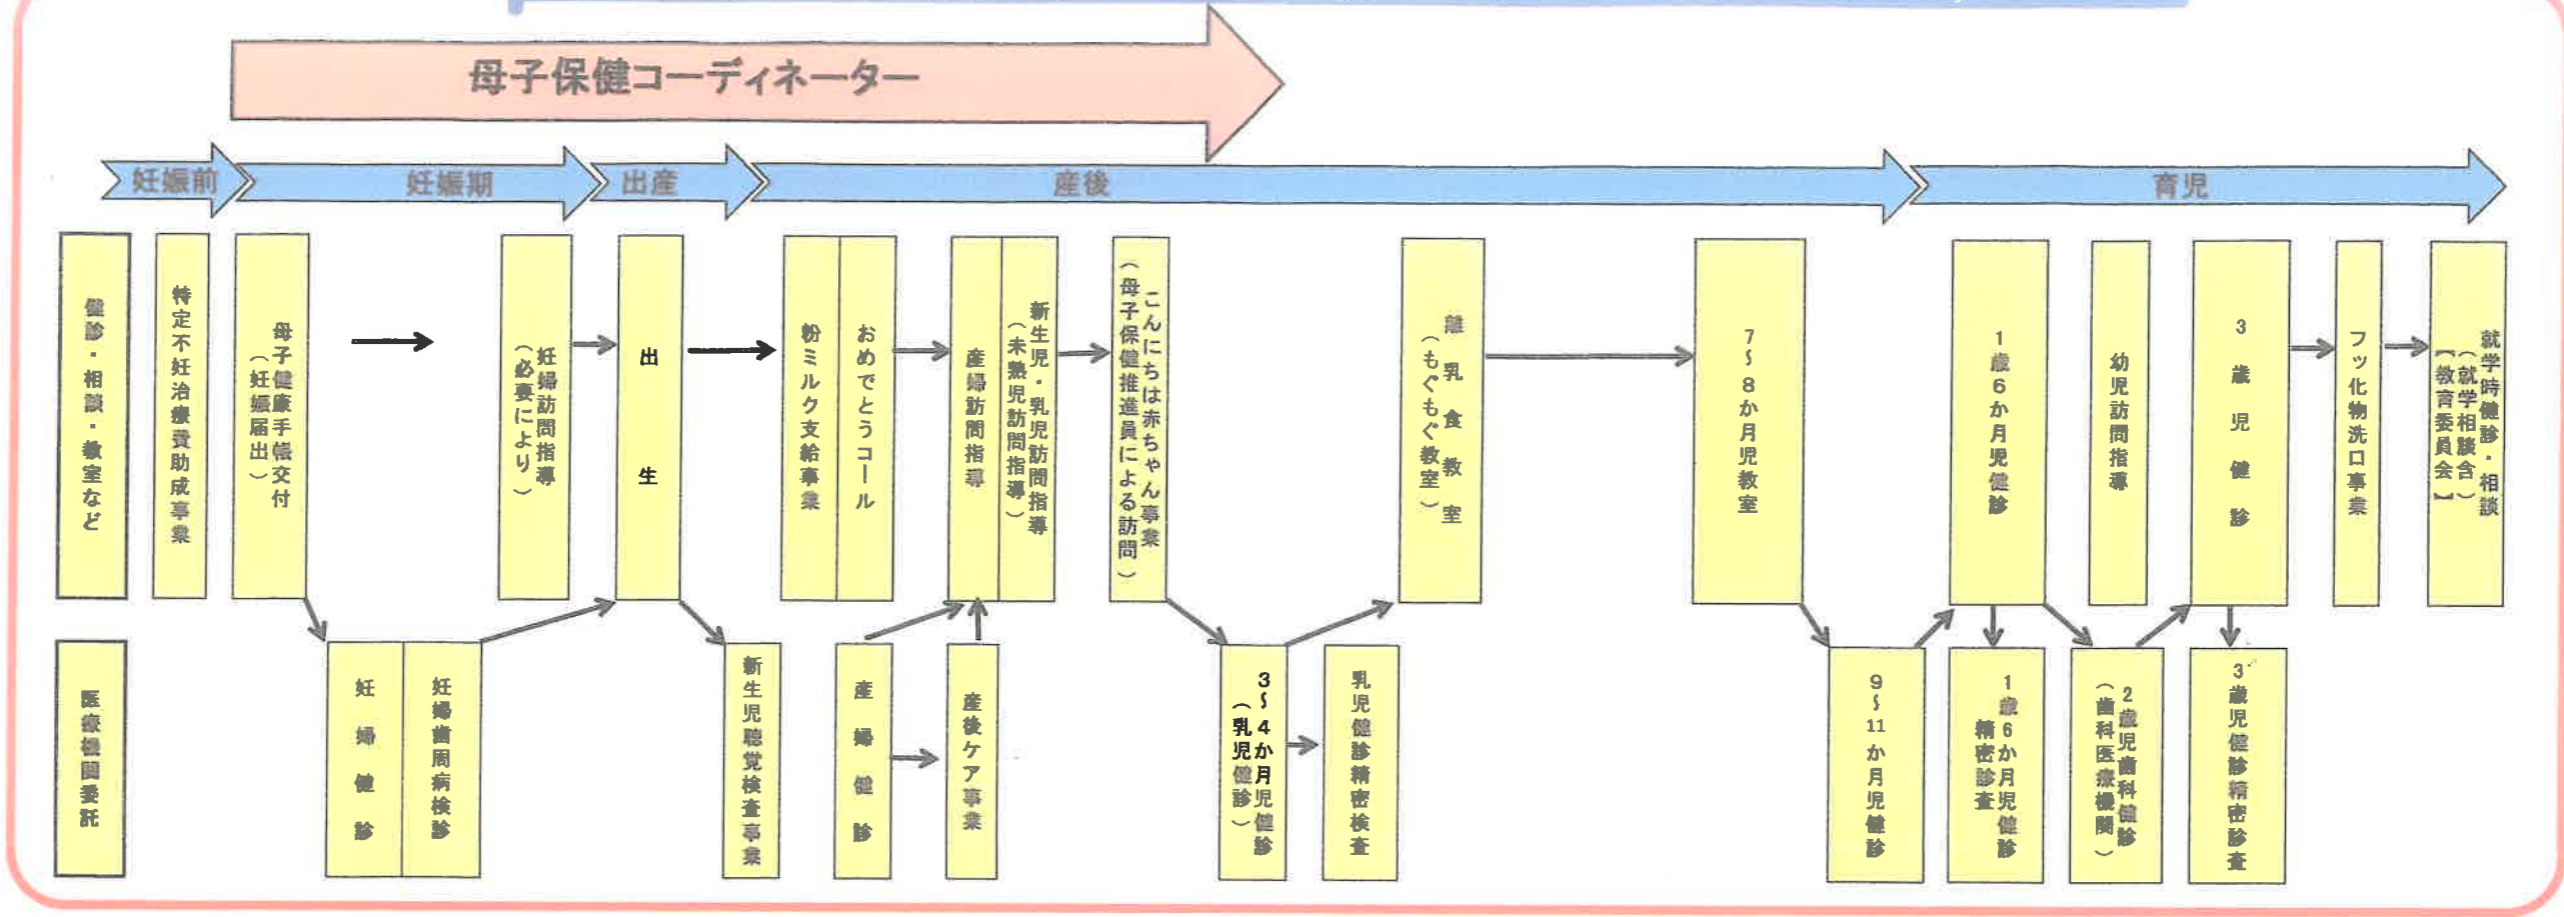 母子保健コーディネーター
妊娠前
妊娠期
出産
産後
育児
健診・相談・教室など
特定不妊治療費助成事業
母子健康手帳交付
（妊娠届出）
妊婦訪問指導
（必要により）
出生
粉ミルク支給事業
おめでとうコール
産婦訪問指導
新生児・乳児訪問指導
（未熟児訪問指導）
こんにちは赤ちゃん事業
（母子保健推進員による訪問）
離乳食教室
（もぐもぐ教室）
7～8か月児教室
1歳6か月児健診
幼児訪問指導
3歳児健診
フッ化物洗口事業
就学時健診・相談
（就学相談含）
【教育委員会】
医療機関委託
妊婦健診
妊婦歯周病検診
新生児聴覚検査事業
産婦健診
産後ケア事業
3～4か月児健診
（乳児健診）
乳児健診精密検査
9～11か月児健診
1歳6か月児健診
精密診査
2歳児歯科健診
（歯科医療機関）
3歳児健診精密診査